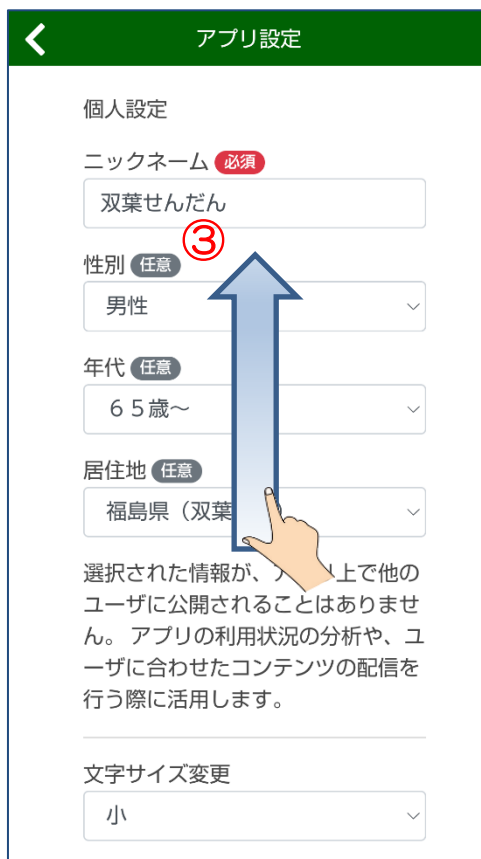 アプリ設定
個人設定
ニックネーム 必須
双葉せんだん
③
性別 任意
男性
年代 任意
65歳~
居住地 任意
福島県(双葉
選択された情報が、ア 上で他の
ユーザに公開されることはありませ
ん。 アプリの利用状況の分析や、ユ
ーザに合わせたコンテンツの配信を
行う際に活用します。
文字サイズ変更
小